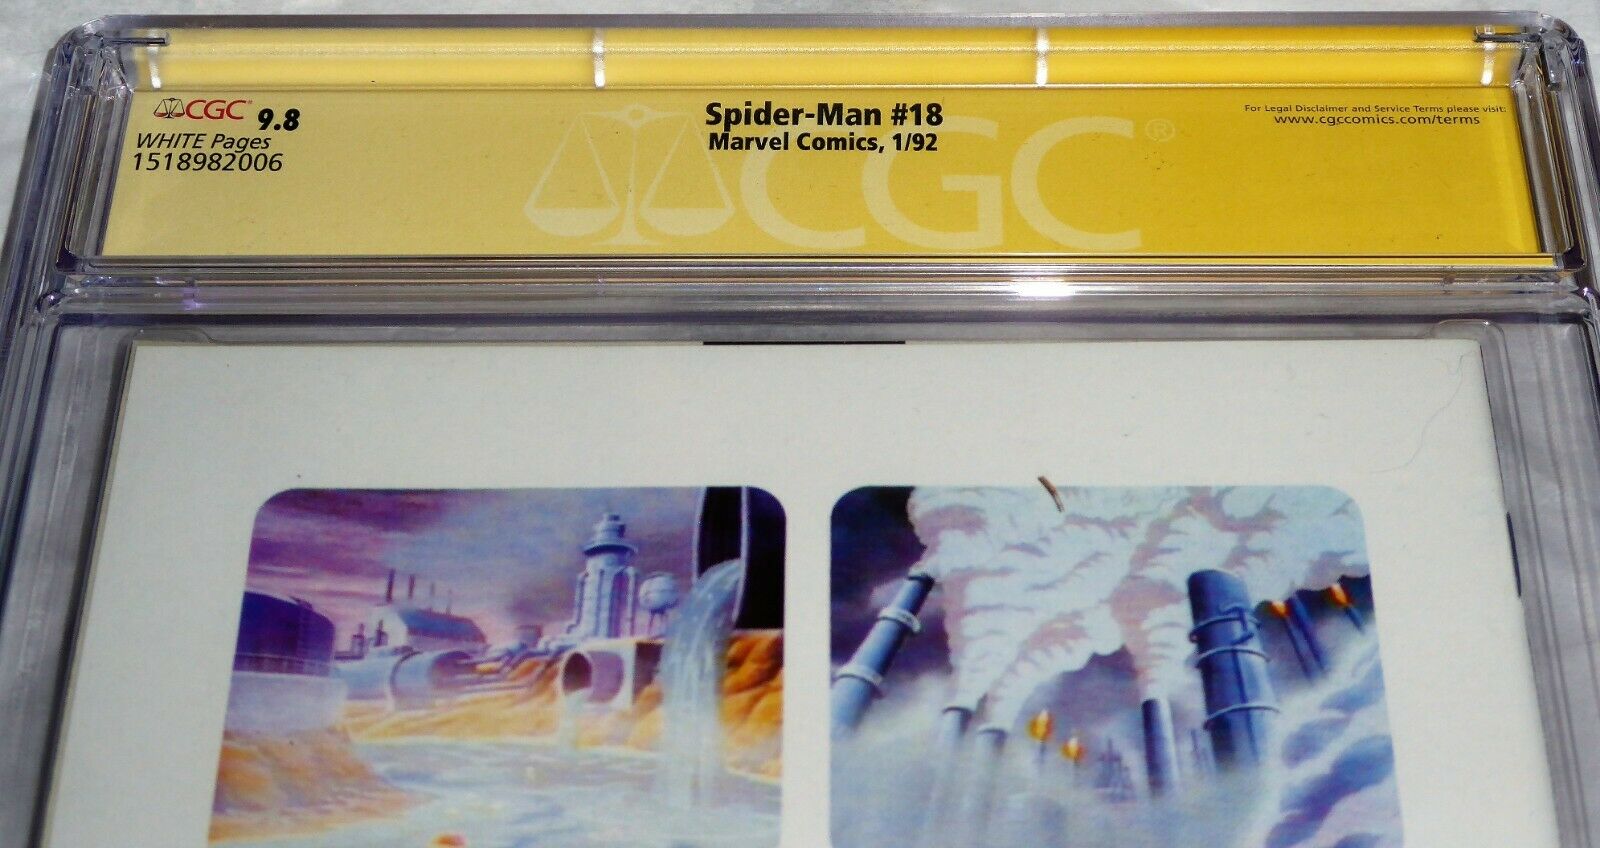 CGC® 9.8
WHITE Pages
1518982006
Spider-Man #18
Marvel Comics, 1/92
For Legal Disclaimer and Service Terms please visit:
www.cgccomics.com/terms
CGC®